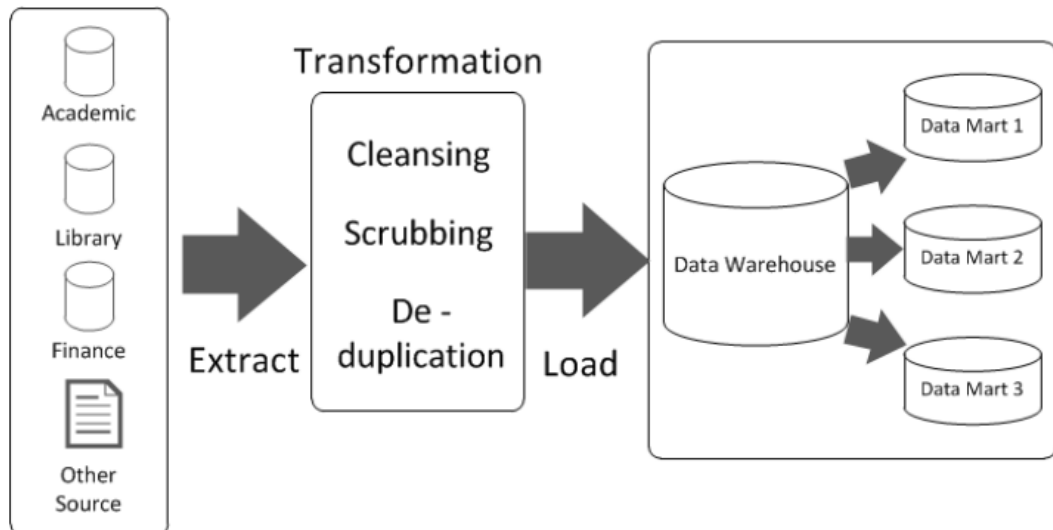 Academic
Library
Finance
Other
Source
Extract
Transformation
Cleansing
Scrubbing
De -
duplication
Load
Data Warehouse
Data Mart 1
Data Mart 2
Data Mart 3